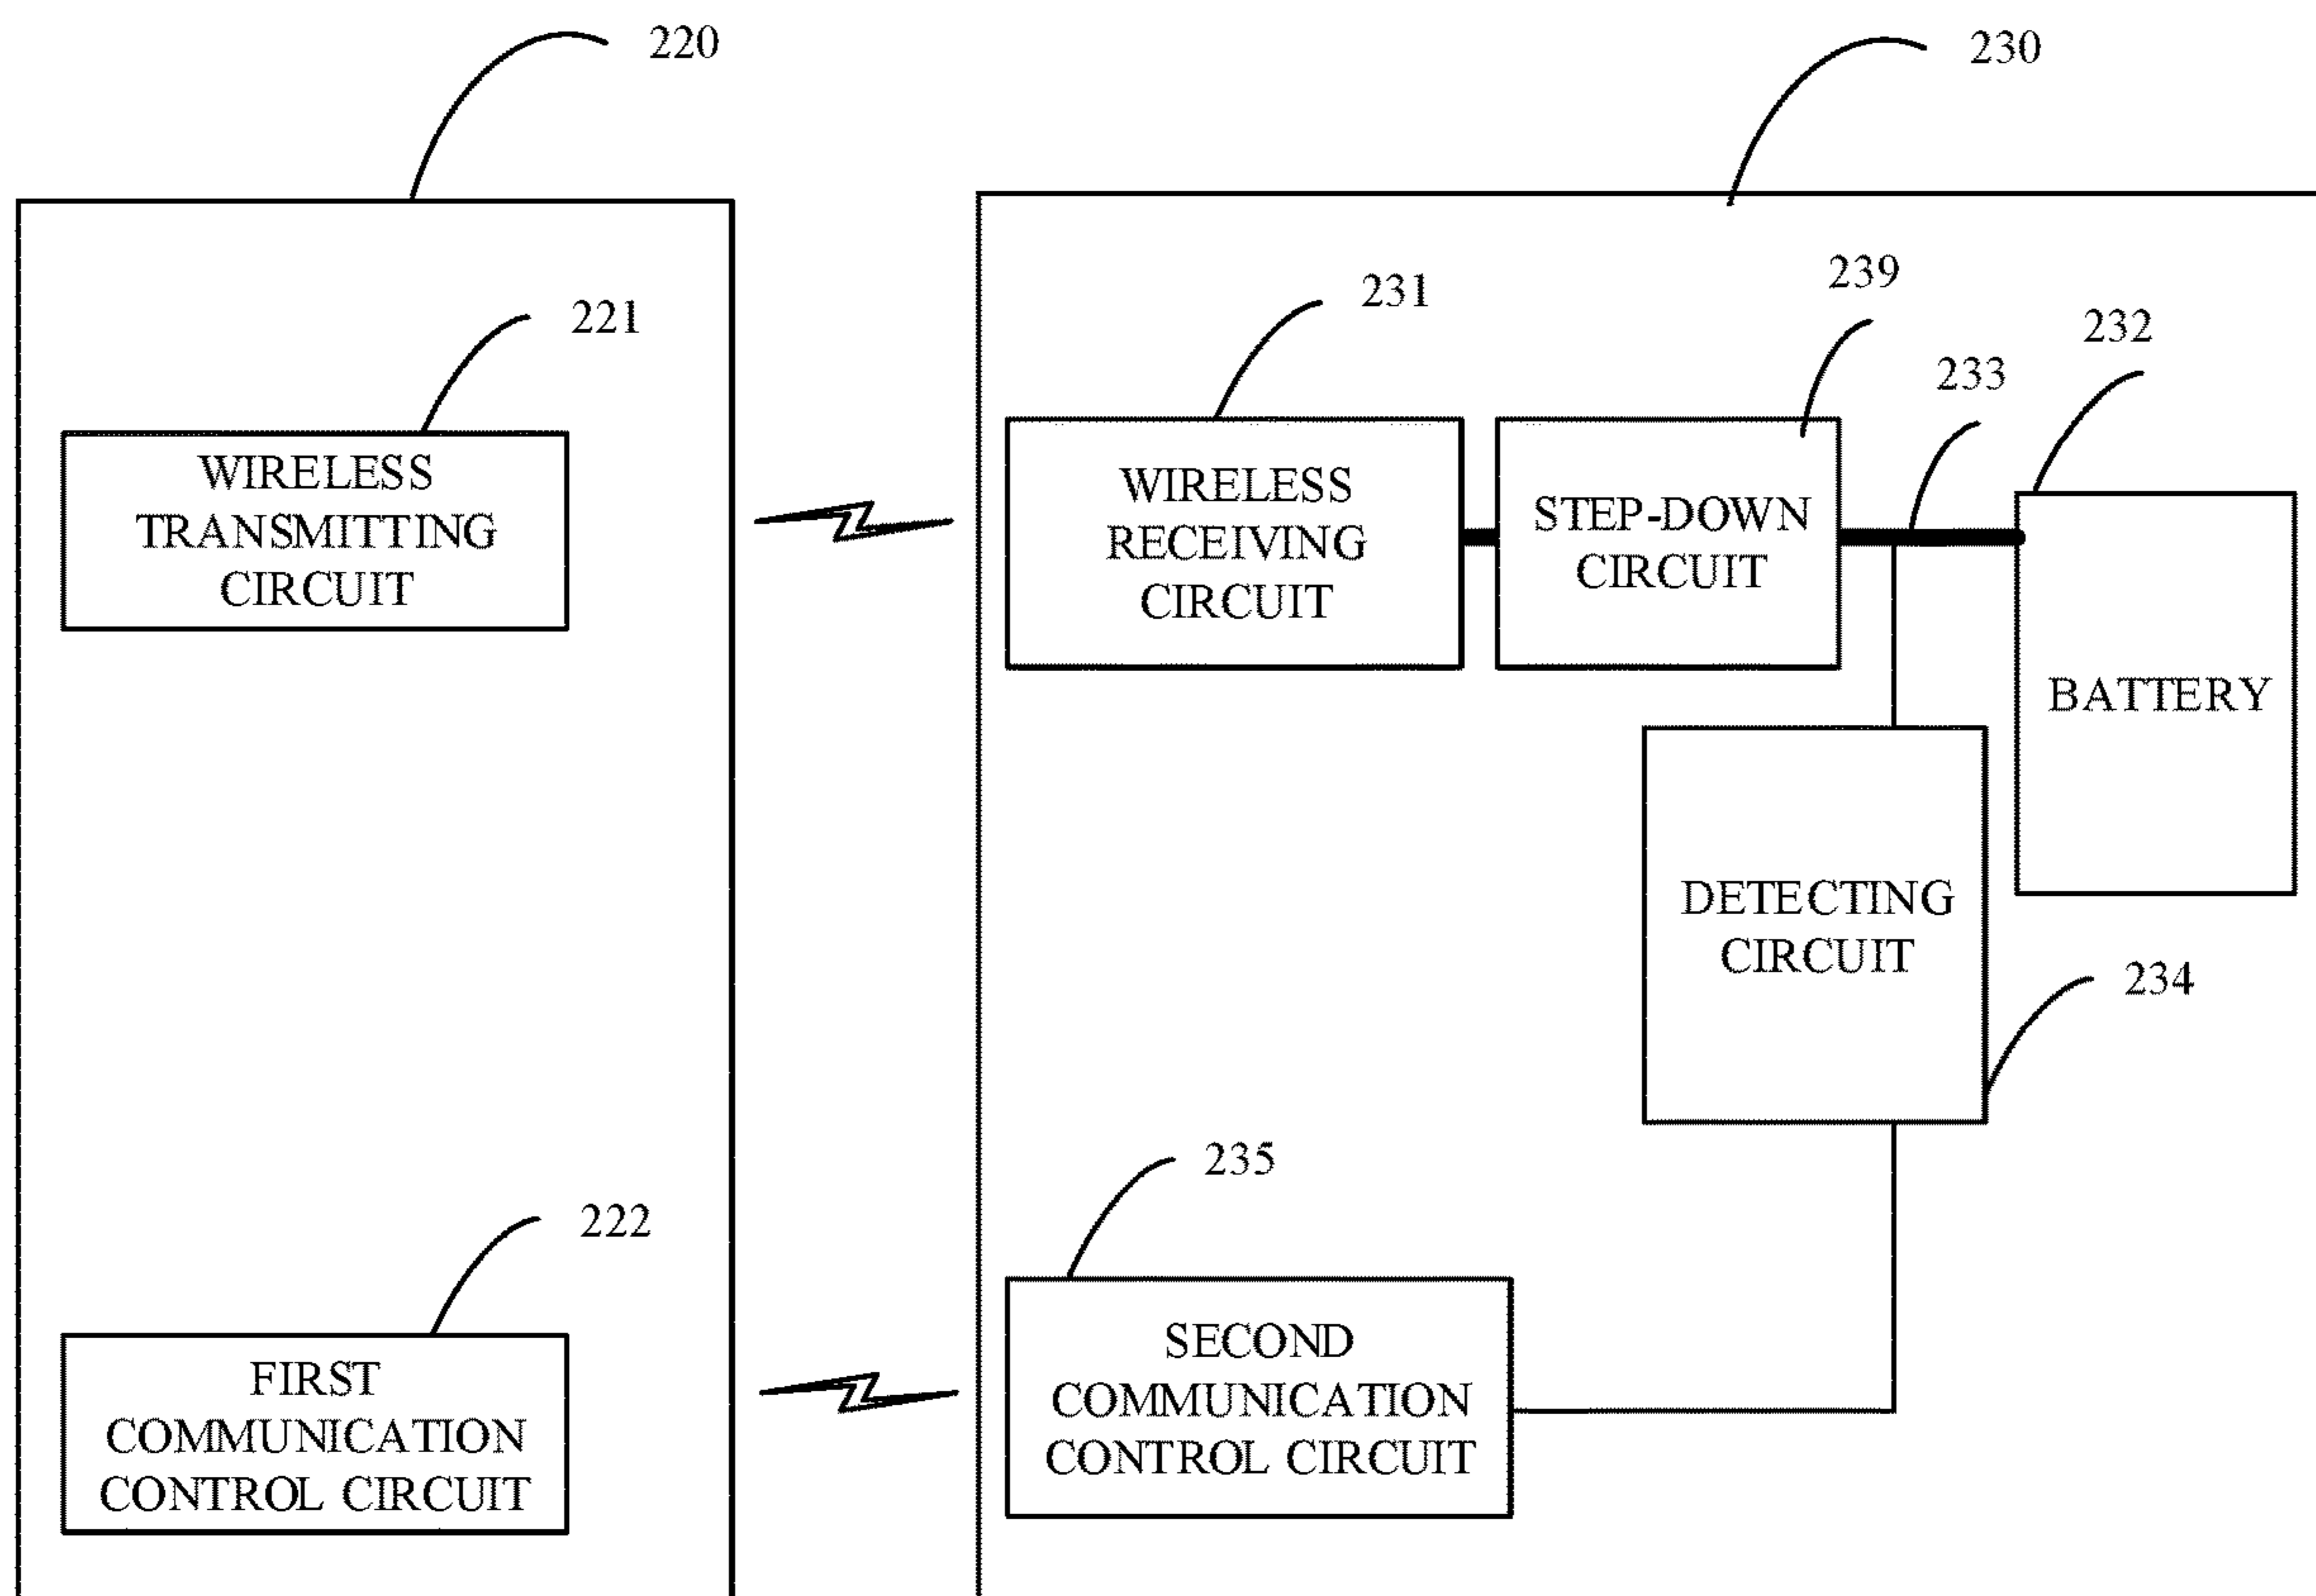 220
230
221
231
239
233
232
WIRELESS
TRANSMITTING
CIRCUIT
WIRELESS
RECEIVING
CIRCUIT
STEP-DOWN
CIRCUIT
BATTERY
DETECTING
CIRCUIT
234
235
222
FIRST
COMMUNICATION
CONTROL CIRCUIT
SECOND
COMMUNICATION
CONTROL CIRCUIT